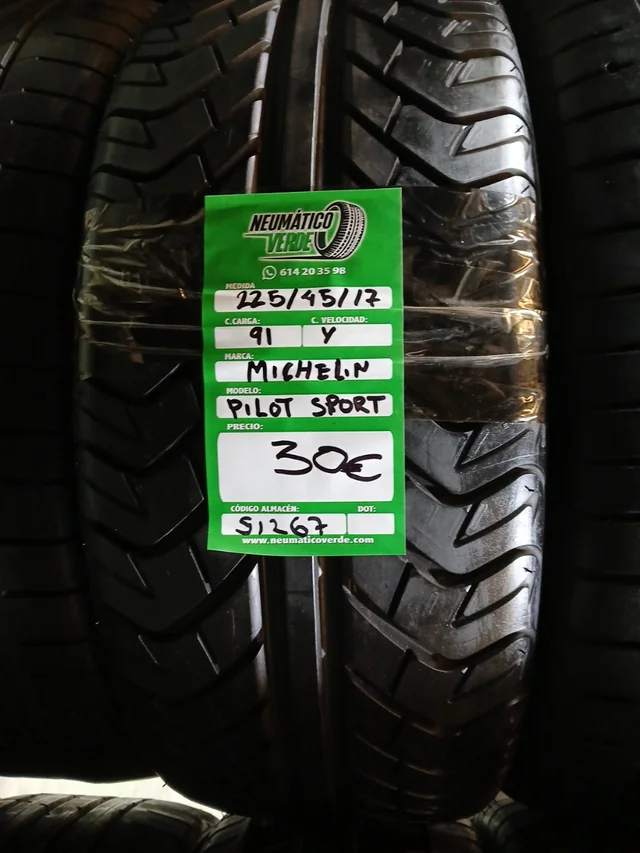 NEUMÁTICO
VERDE
614 20 35 98
MEDIDA
225/45/17
C.CARGA: C. VELOCIDAD:
91 Y
MARCA:
MICHELIN
MODELO:
PILOT SPORT
PRECIO:
30€
CÓDIGO ALMACÉN: DOT:
S1267
www.neumaticoverde.com